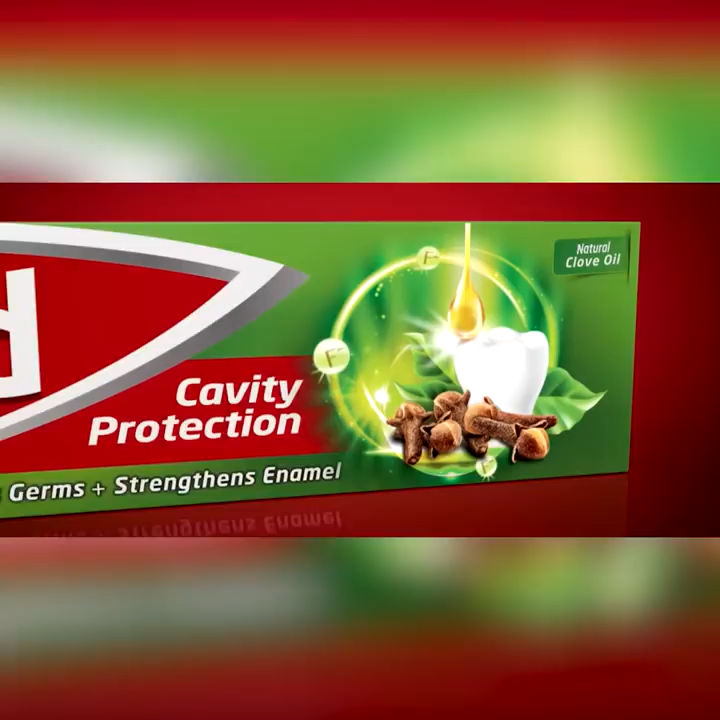 Natural
Clove Oil
F
F
d
Cavity
Protection
Germs + Strengthens Enamel
F